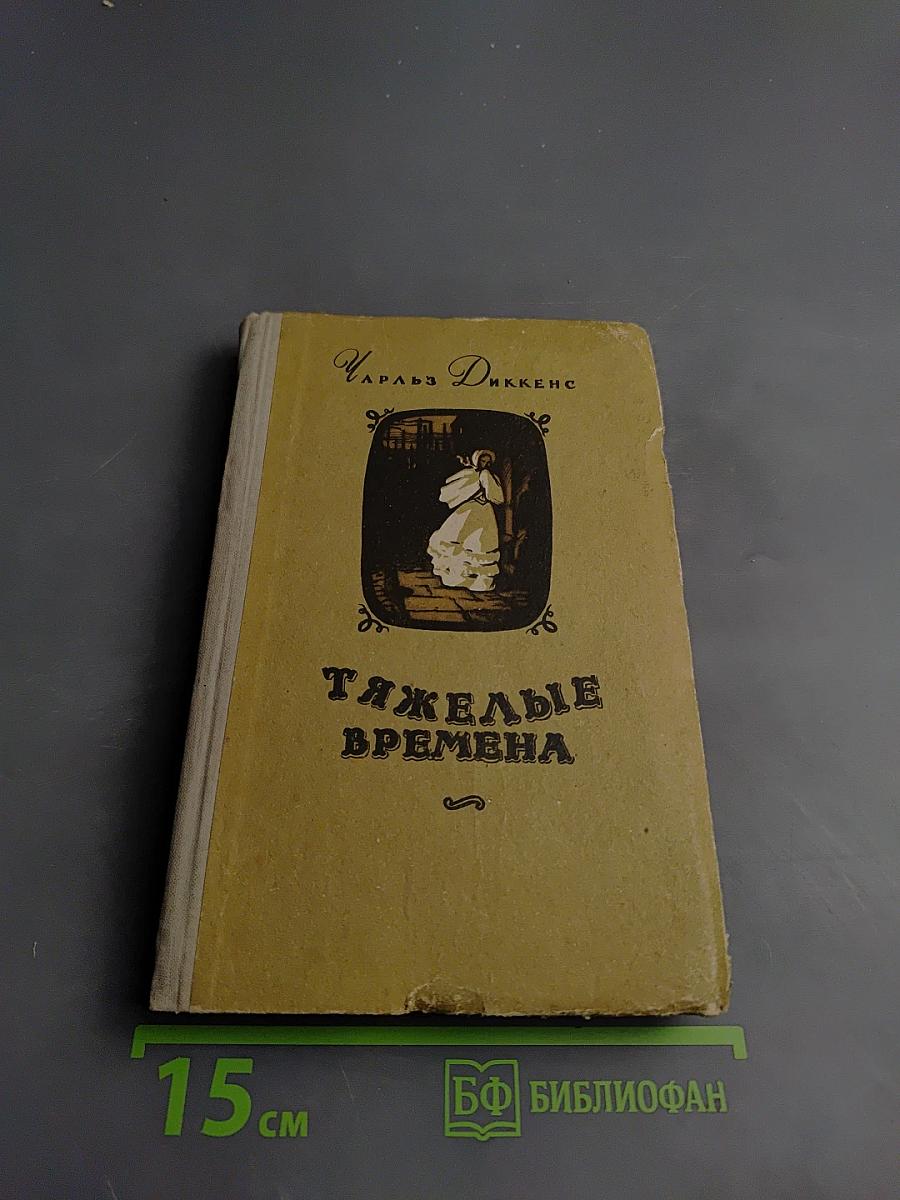 Чарльз Диккенс
ТЯЖЕЛЫЕ
ВРЕМЕНА
15 см
БФ БИБЛИОФАН